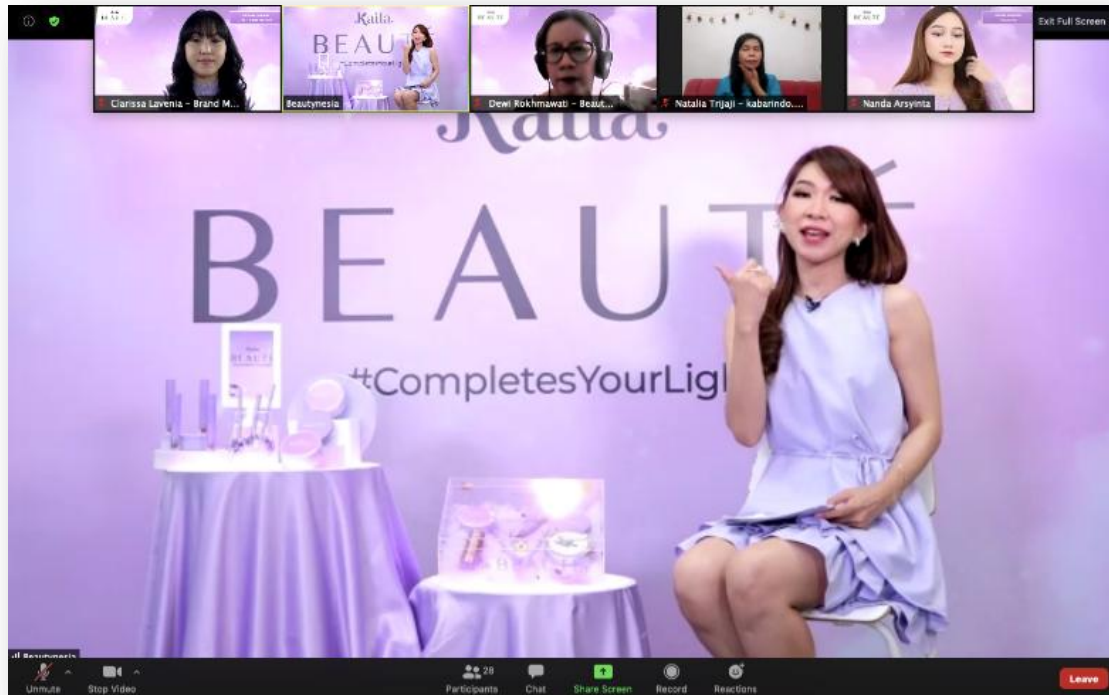 Exit Full Screen
Clarissa Lavenia - Brand M...
Kaila.
BEAUTÉ
Beautynesia
Dewi Rokhmawati - Beaut...
Natalia Trijaji - kabarindo....
Nanda Arsyinta
Kaila.
BEAUTÉ
#CompletesYourLigh
BEAUTÉ
Beautynesia
Unmute
Stop Video
28
Participants
Chat
Share Screen
Record
Reactions
Leave